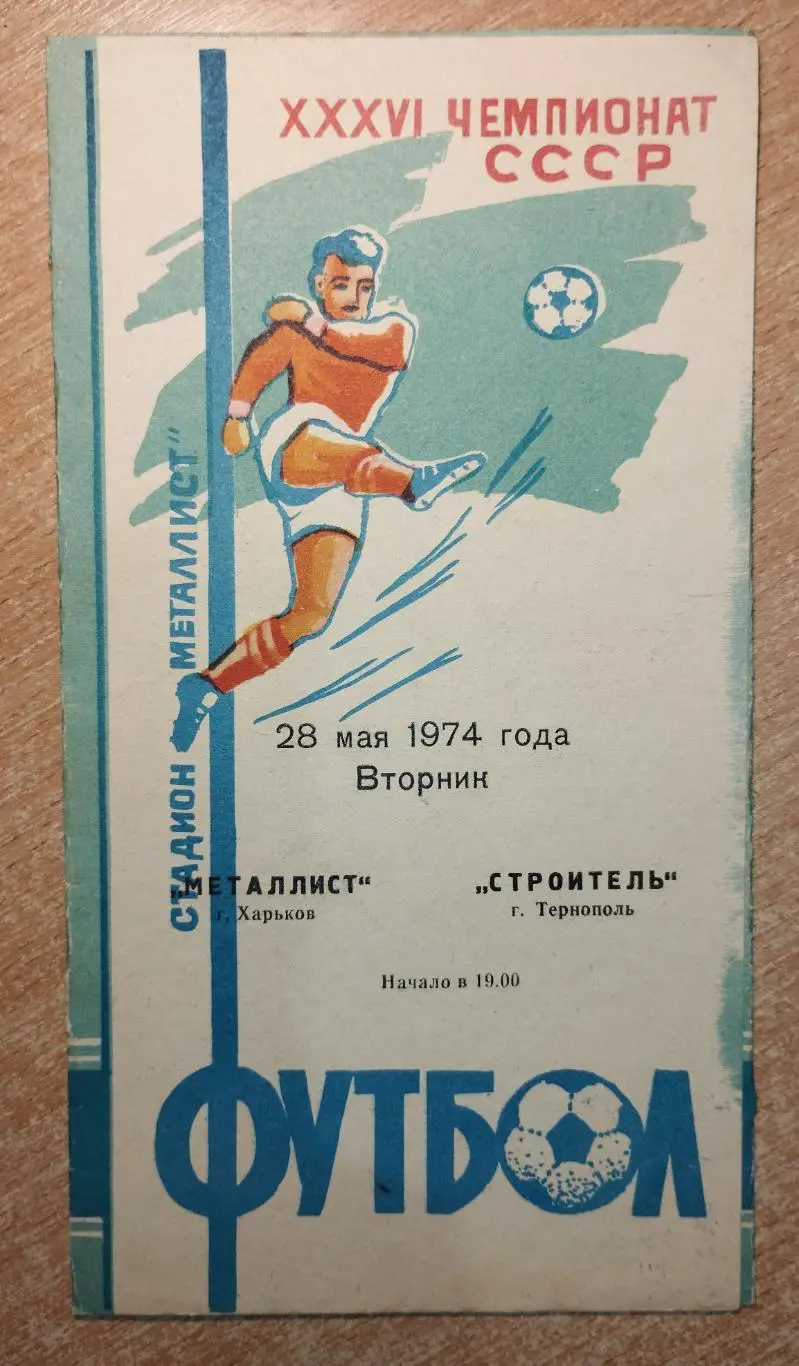 XXXVI ЧЕМПИОНАТ
СССР
СТАДИОН „МЕТАЛЛИСТ"
28 мая 1974 года
Вторник
„МЕТАЛЛИСТ" „СТРОИТЕЛЬ"
г. Харьков г. Тернополь
Начало в 19.00
ФУТБОЛ